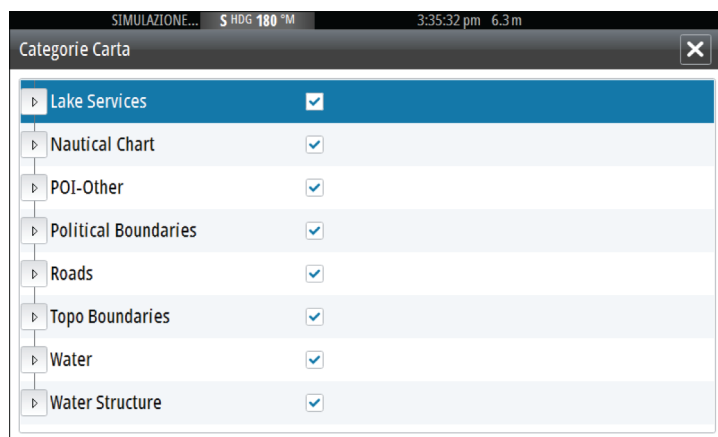 SIMULAZIONE... S HDG 180 °M 3:35:32 pm 6.3 m
Categorie Carta
Lake Services
Nautical Chart
POI-Other
Political Boundaries
Roads
Topo Boundaries
Water
Water Structure